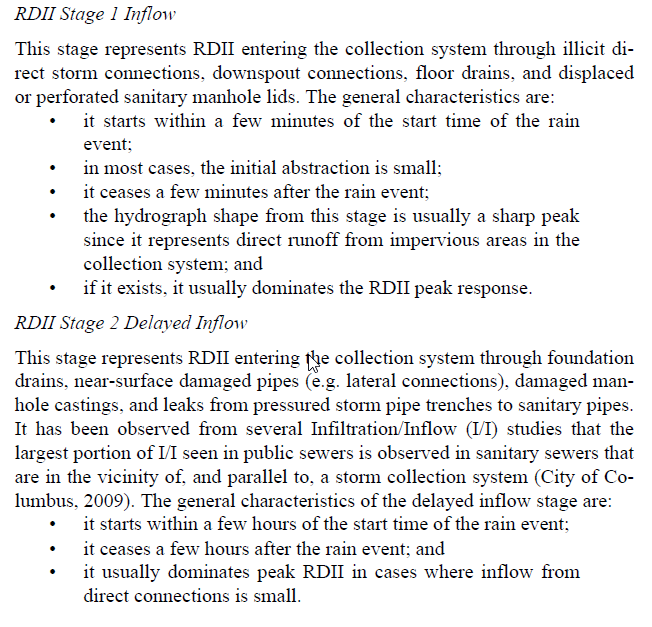 RDII Stage 1 Inflow
This stage represents RDII entering the collection system through illicit di-
rect storm connections, downspout connections, floor drains, and displaced
or perforated sanitary manhole lids. The general characteristics are:
• it starts within a few minutes of the start time of the rain
event;
• in most cases, the initial abstraction is small;
• it ceases a few minutes after the rain event;
• the hydrograph shape from this stage is usually a sharp peak
since it represents direct runoff from impervious areas in the
collection system; and
• if it exists, it usually dominates the RDII peak response.
RDII Stage 2 Delayed Inflow
This stage represents RDII entering the collection system through foundation
drains, near-surface damaged pipes (e.g. lateral connections), damaged man-
hole castings, and leaks from pressured storm pipe trenches to sanitary pipes.
It has been observed from several Infiltration/Inflow (I/I) studies that the
largest portion of I/I seen in public sewers is observed in sanitary sewers that
are in the vicinity of, and parallel to, a storm collection system (City of Co-
lumbus, 2009). The general characteristics of the delayed inflow stage are:
• it starts within a few hours of the start time of the rain event;
• it ceases a few hours after the rain event; and
• it usually dominates peak RDII in cases where inflow from
direct connections is small.